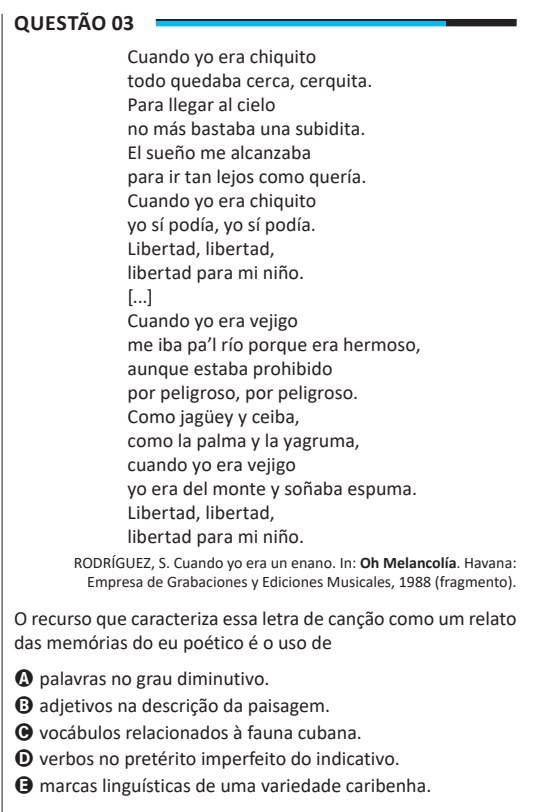 QUESTÃO 03
Cuando yo era chiquito
todo quedaba cerca, cerquita.
Para llegar al cielo
no más bastaba una subidita.
El sueño me alcanzaba
para ir tan lejos como quería.
Cuando yo era chiquito
yo sí podía, yo sí podía.
Libertad, libertad,
libertad para mi niño.
[...]
Cuando yo era vejigo
me iba pa’l río porque era hermoso,
aunque estaba prohibido
por peligroso, por peligroso.
Como jagüey y ceiba,
como la palma y la yagruma,
cuando yo era vejigo
yo era del monte y soñaba espuma.
Libertad, libertad,
libertad para mi niño.
RODRÍGUEZ, S. Cuando yo era un enano. In: Oh Melancolía. Havana:
Empresa de Grabaciones y Ediciones Musicales, 1988 (fragmento).
O recurso que caracteriza essa letra de canção como um relato
das memórias do eu poético é o uso de
A palavras no grau diminutivo.
B adjetivos na descrição da paisagem.
C vocábulos relacionados à fauna cubana.
D verbos no pretérito imperfeito do indicativo.
E marcas linguísticas de uma variedade caribenha.